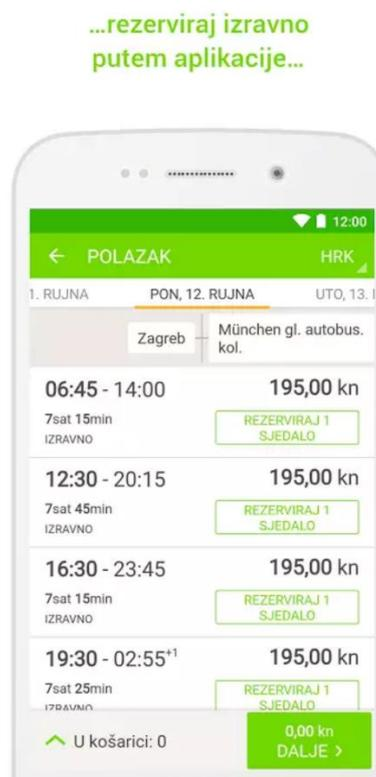 ...rezerviraj izravno
putem aplikacije...
12:00
POLAZAK HRK
1. RUJNA PON, 12. RUJNA UTO, 13.
Zagreb München gl. autobus.
kol.
06:45 - 14:00 195,00 kn
7sat 15min REZERVIRAJ 1
IZRAVNO SJEDALO
12:30 - 20:15 195,00 kn
7sat 45min REZERVIRAJ 1
IZRAVNO SJEDALO
16:30 - 23:45 195,00 kn
7sat 15min REZERVIRAJ 1
IZRAVNO SJEDALO
19:30 - 02:55+1 195,00 kn
7sat 25min REZERVIRAJ 1
IZRAVNO SJEDALO
U košarici: 0 0,00 kn
DALJE >